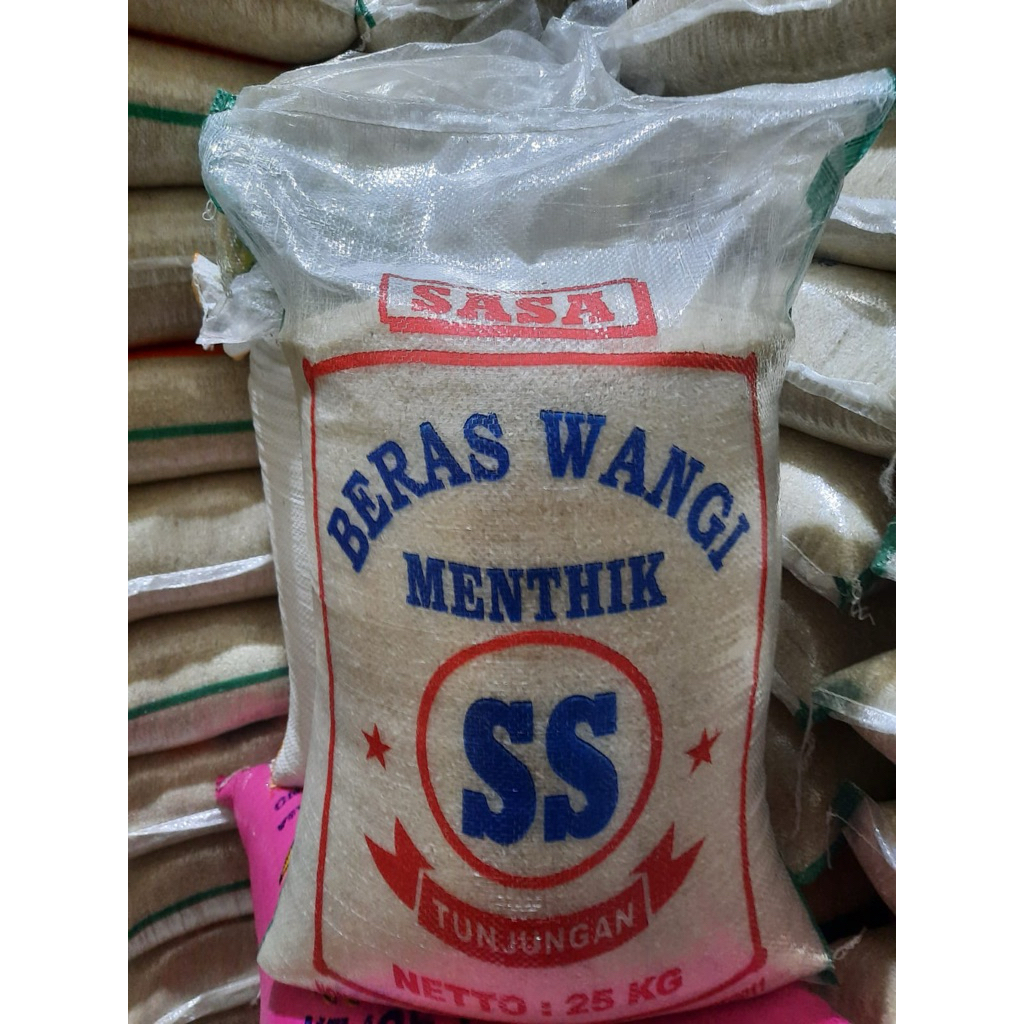 SASA
BERAS WANGI
MENTHIK
SS
TUNJUNGAN
NETTO : 25 KG